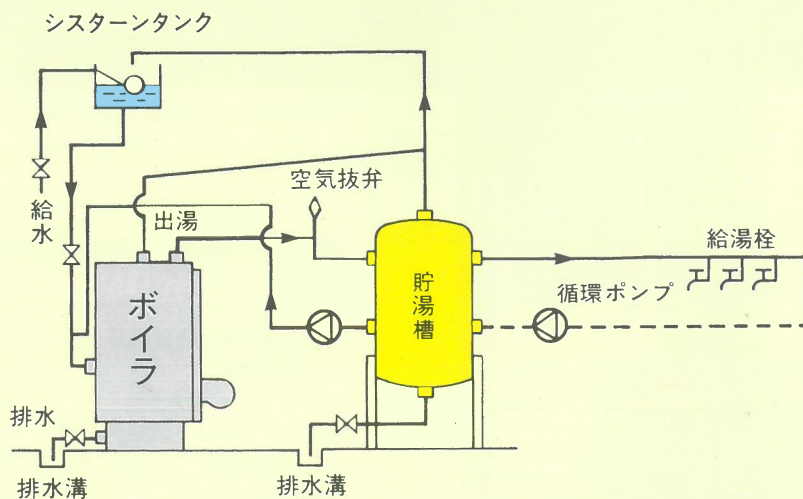 シスターンタンク
空気抜弁
給水
出湯
給湯栓
貯湯槽
循環ポンプ
ボイラ
排水
排水溝
排水溝